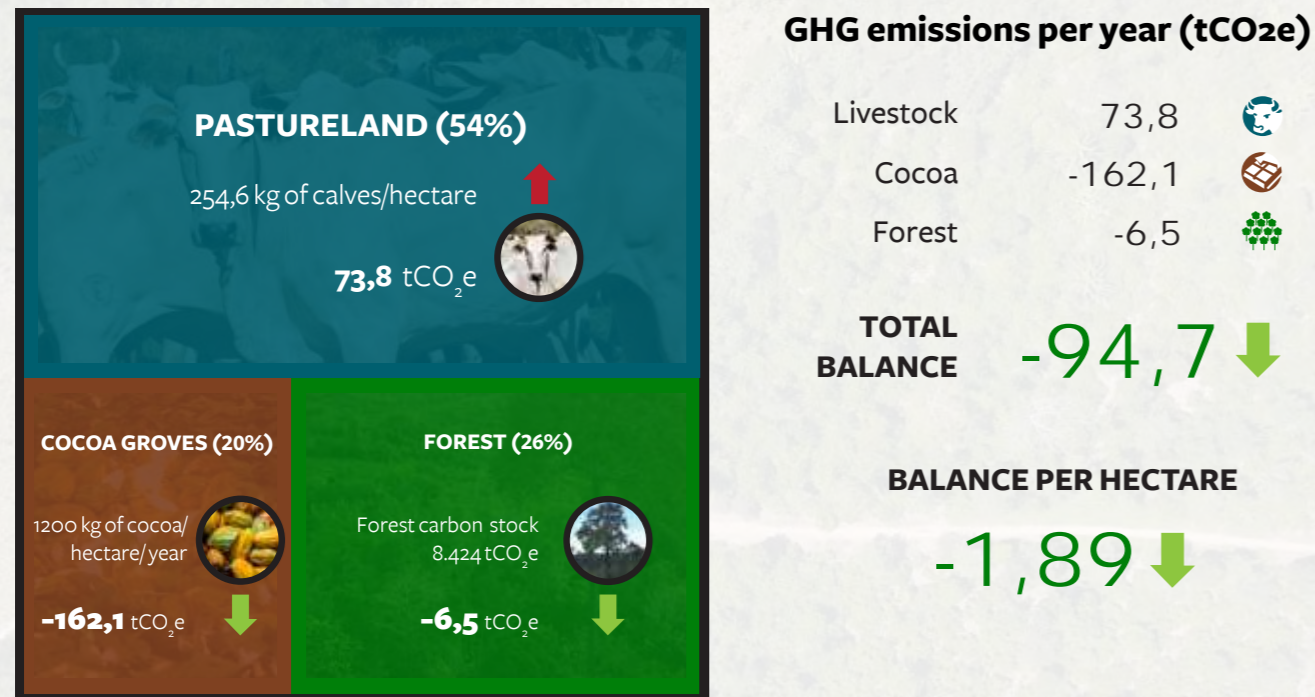 PASTURELAND (54%)
254,6 kg of calves/hectare
73,8 tCO₂e
COCOA GROVES (20%)
1200 kg of cocoa/
hectare/year
-162,1 tCO₂e
FOREST (26%)
Forest carbon stock
8.424 tCO₂e
-6,5 tCO₂e
GHG emissions per year (tCO2e)
Livestock 73,8
Cocoa -162,1
Forest -6,5
TOTAL
BALANCE -94,7
BALANCE PER HECTARE
-1,89